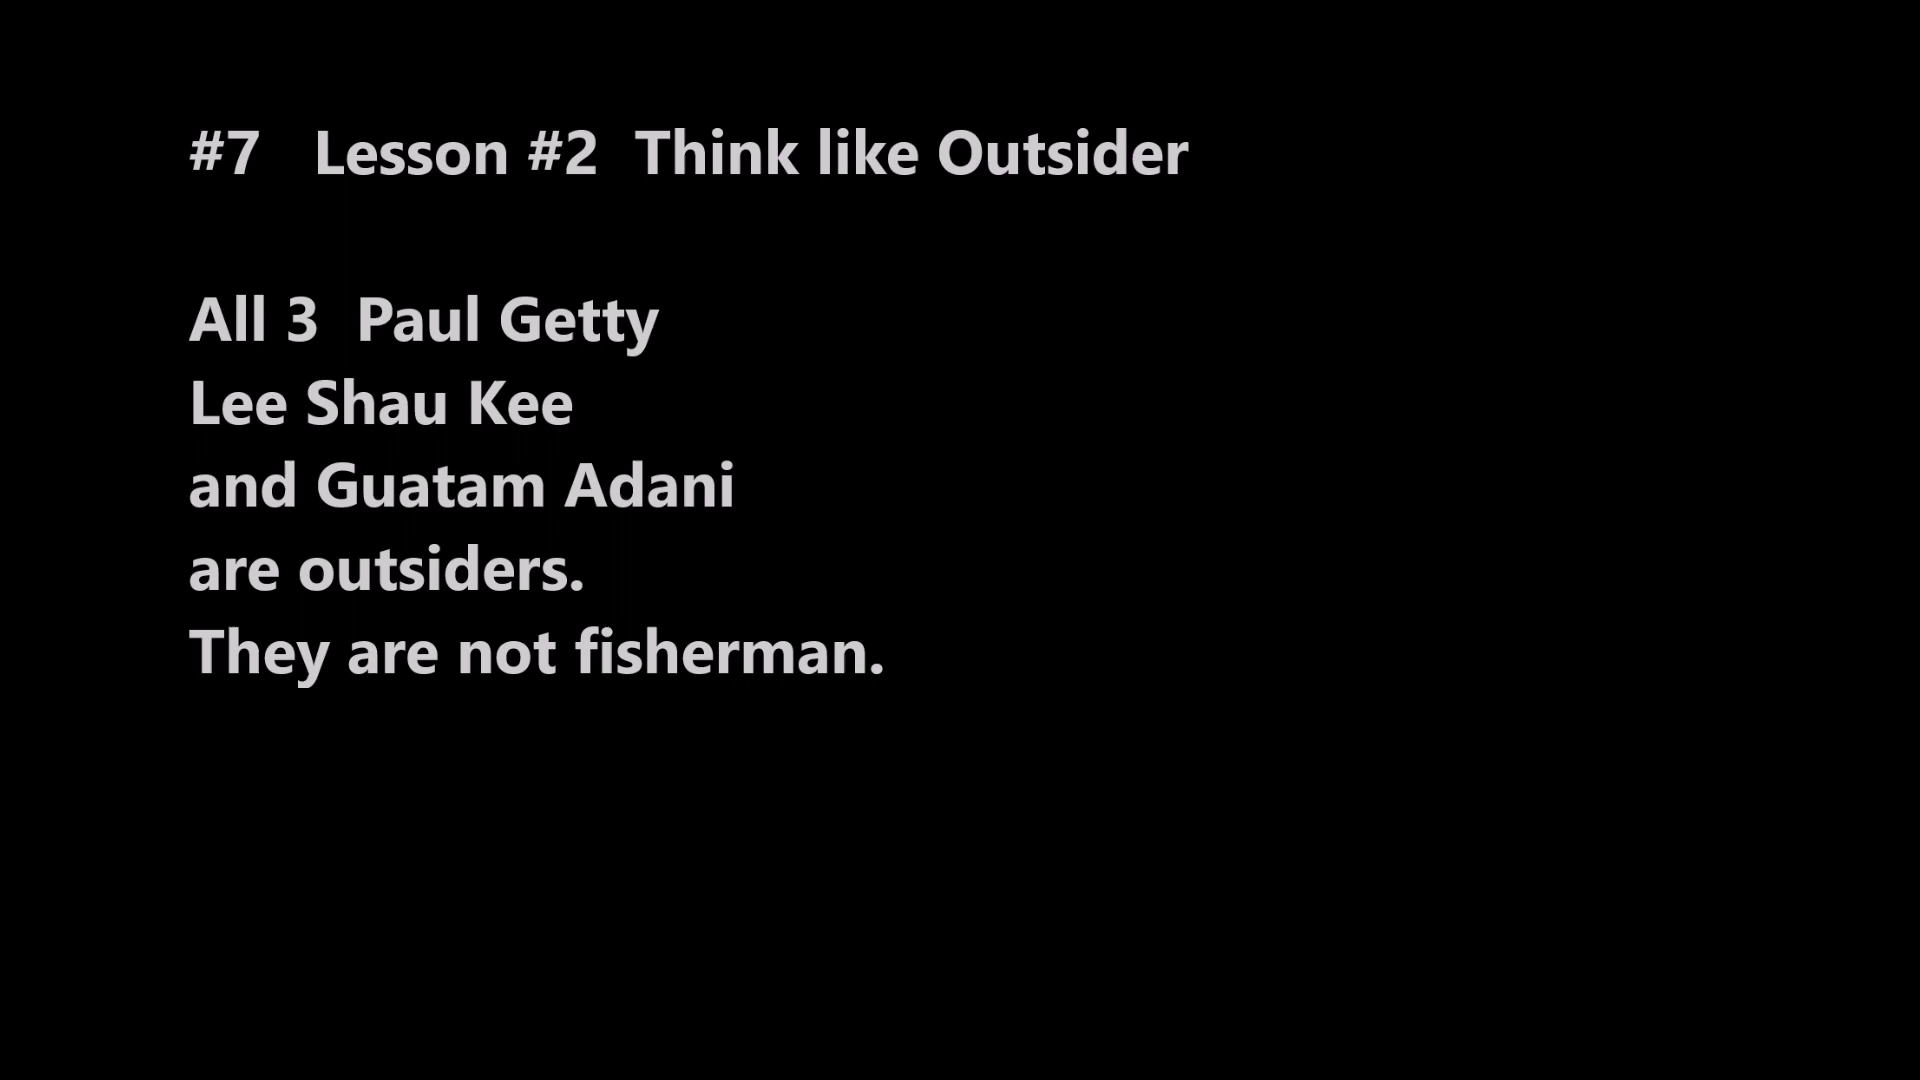 #7 Lesson #2 Think like Outsider
All 3 Paul Getty
Lee Shau Kee
and Guatam Adani
are outsiders.
They are not fisherman.